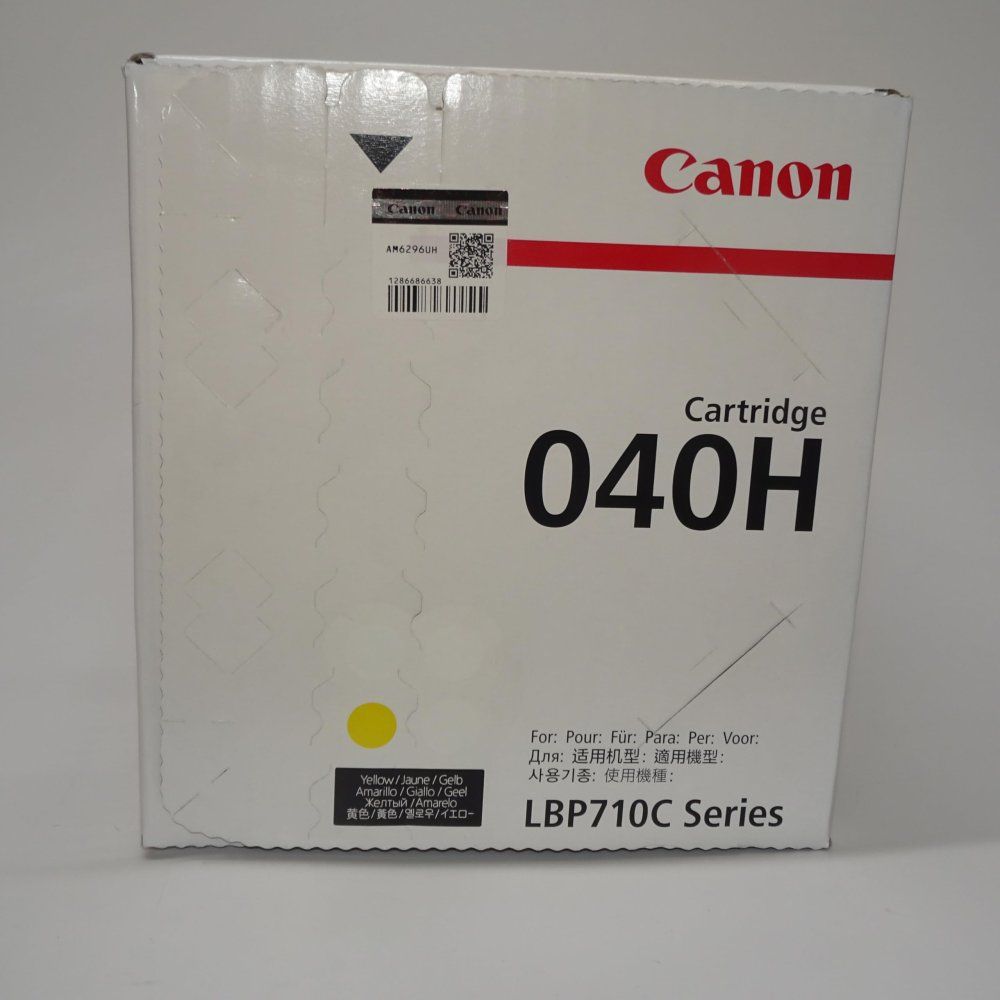 Canon
Canon Canon
AM6296UH
1286686638
Cartridge
040H
For: Pour: Für: Para: Per: Voor:
Для: 适用机型: 適用機型:
사용기종: 使用機種:
LBP710C Series
Yellow / Jaune / Gelb
Amarillo / Giallo / Geel
Желтый / Amarelo
黄色 / 黃色 / 옐로우 / イエロー